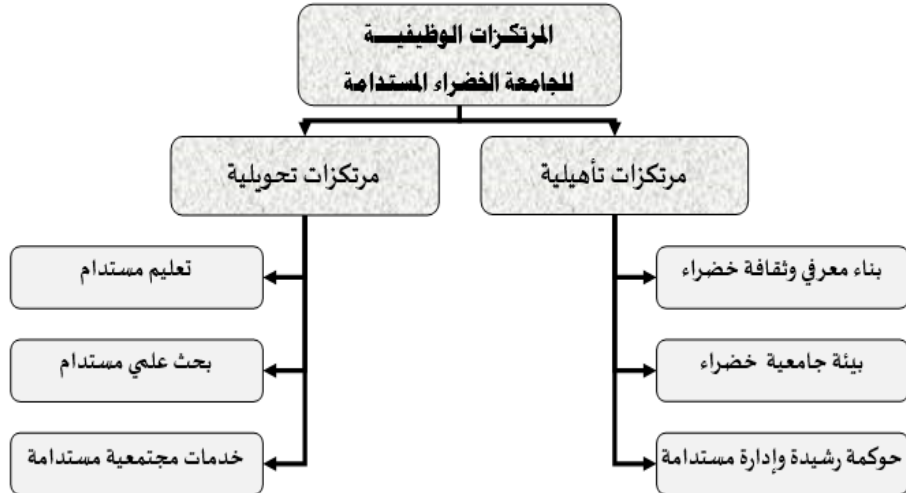 المرتكزات الوظيفية
للجامعة الخضراء المستدامة
مرتكزات تأهيلية
مرتكزات تحويلية
بناء معرفي وثقافة خضراء
تعليم مستدام
بيئة جامعية خضراء
بحث علمي مستدام
حوكمة رشيدة وإدارة مستدامة
خدمات مجتمعية مستدامة